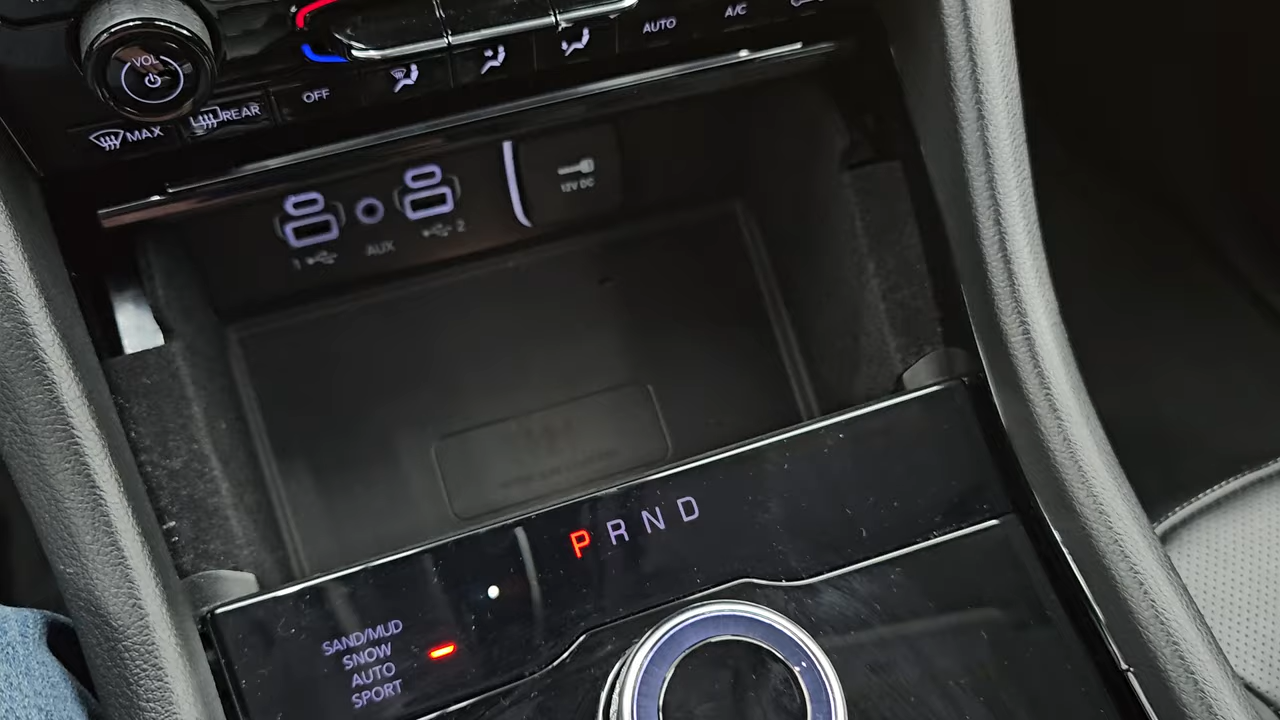 VOL
AUTO
A/C
OFF
MAX
REAR
12V DC
1
AUX
2
P R N D
SAND/MUD
SNOW
AUTO
SPORT